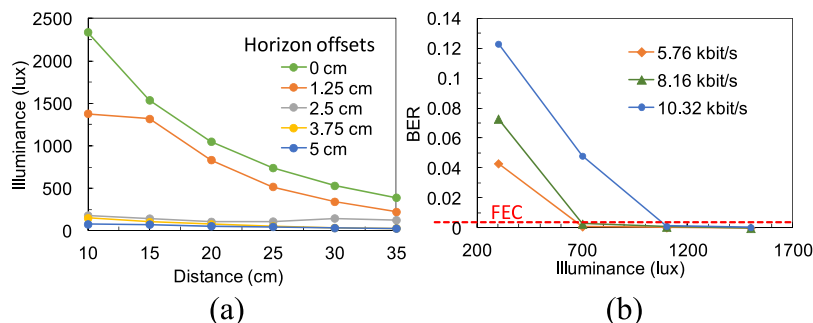 2500
2000
1500
1000
500
0
10 15 20 25 30 35
Illuminance (lux)
Distance (cm)
Horizon offsets
0 cm
1.25 cm
2.5 cm
3.75 cm
5 cm
(a)
0.14
0.12
0.1
0.08
0.06
0.04
0.02
0
200 700 1200 1700
BER
Illuminance (lux)
5.76 kbit/s
8.16 kbit/s
10.32 kbit/s
FEC
(b)